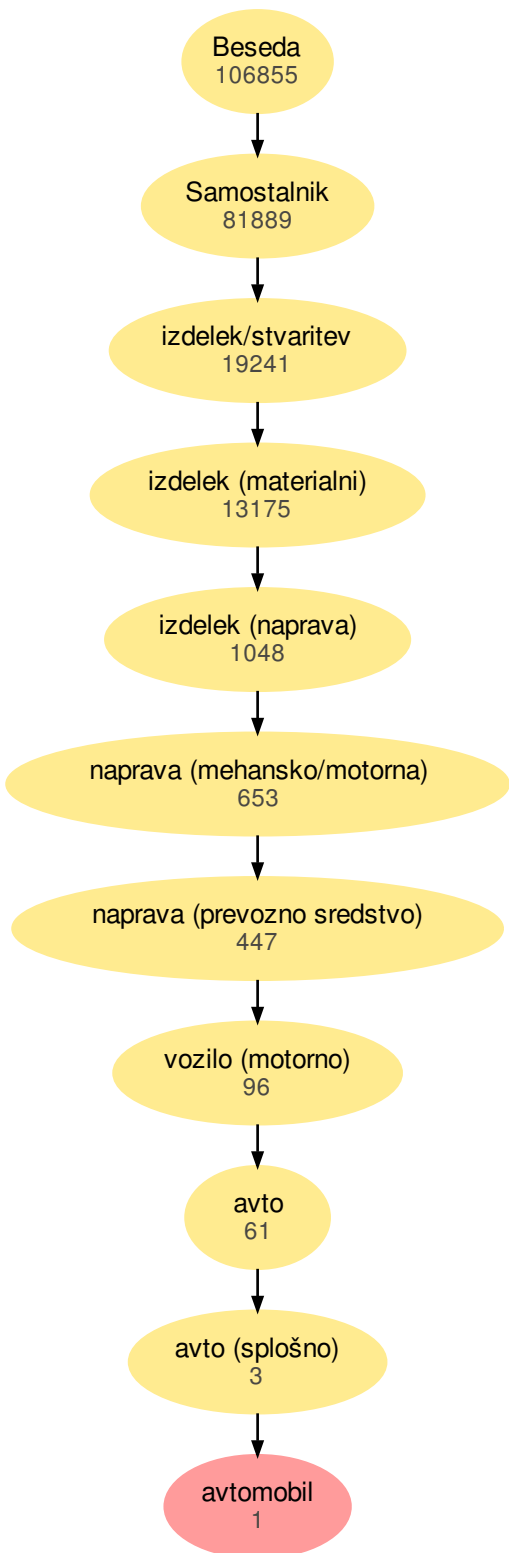 Beseda
106855
Samostalnik
81889
izdelek/stvaritev
19241
izdelek (materialni)
13175
izdelek (naprava)
1048
naprava (mehansko/motorna)
653
naprava (prevozno sredstvo)
447
vozilo (motorno)
96
avto
61
avto (splošno)
3
avtomobil
1